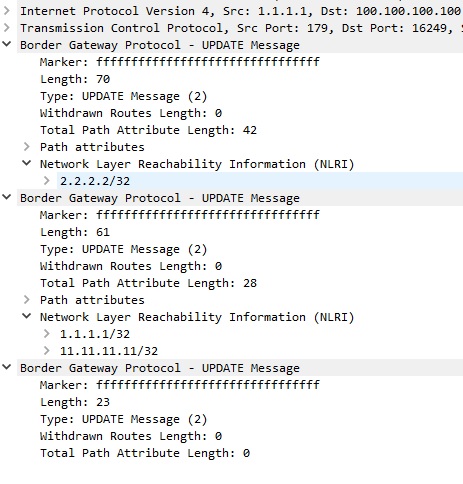 Internet Protocol Version 4, Src: 1.1.1.1, Dst: 100.100.100.100
Transmission Control Protocol, Src Port: 179, Dst Port: 16249,
Border Gateway Protocol - UPDATE Message
Marker: ffffffffffffffffffffffffffffffff
Length: 70
Type: UPDATE Message (2)
Withdrawn Routes Length: 0
Total Path Attribute Length: 42
Path attributes
Network Layer Reachability Information (NLRI)
2.2.2.2/32
Border Gateway Protocol - UPDATE Message
Marker: ffffffffffffffffffffffffffffffff
Length: 61
Type: UPDATE Message (2)
Withdrawn Routes Length: 0
Total Path Attribute Length: 28
Path attributes
Network Layer Reachability Information (NLRI)
1.1.1.1/32
11.11.11.11/32
Border Gateway Protocol - UPDATE Message
Marker: ffffffffffffffffffffffffffffffff
Length: 23
Type: UPDATE Message (2)
Withdrawn Routes Length: 0
Total Path Attribute Length: 0